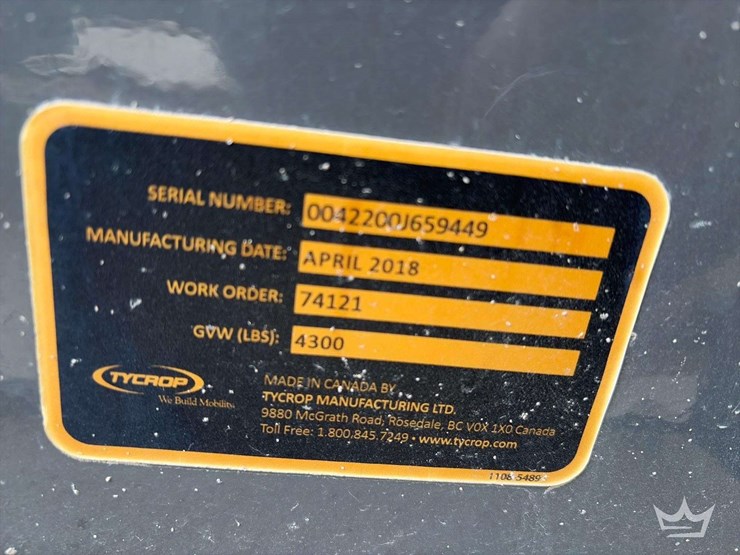 SERIAL NUMBER: 0042200J659449
MANUFACTURING DATE: APRIL 2018
WORK ORDER: 74121
GVW (LBS): 4300
TYCROP
We Build Mobility
MADE IN CANADA BY
TYCROP MANUFACTURING LTD.
9880 McGrath Road, Rosedale, BC V0X 1X0 Canada
Toll Free: 1.800.845.7249 • www.tycrop.com